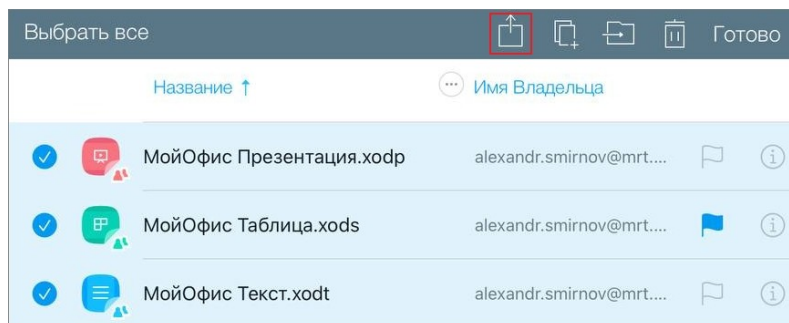 Выбрать все Готово
Название ↑ Имя Владельца
МойОфис Презентация.xodp alexandr.smirnov@mrt....
МойОфис Таблица.xods alexandr.smirnov@mrt....
МойОфис Текст.xodt alexandr.smirnov@mrt....